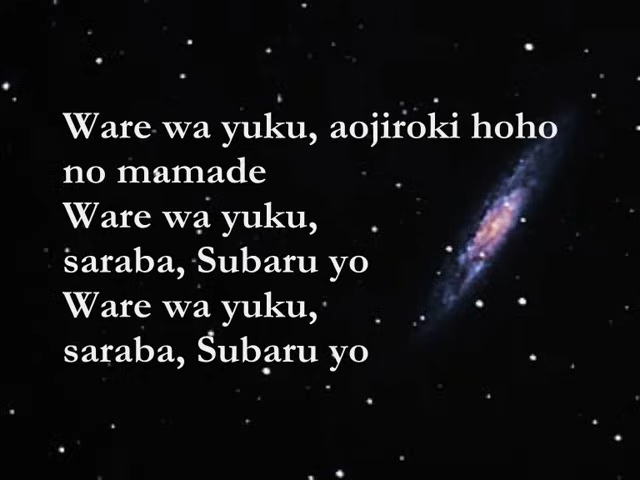 Ware wa yuku, aojiroki hoho
no mamade
Ware wa yuku,
saraba, Subaru yo
Ware wa yuku,
saraba, Subaru yo